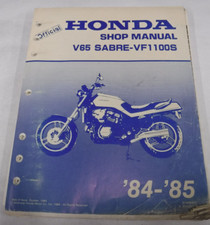 Official
HONDA
SHOP MANUAL
V65 SABRE-VF1100S
'84-'85